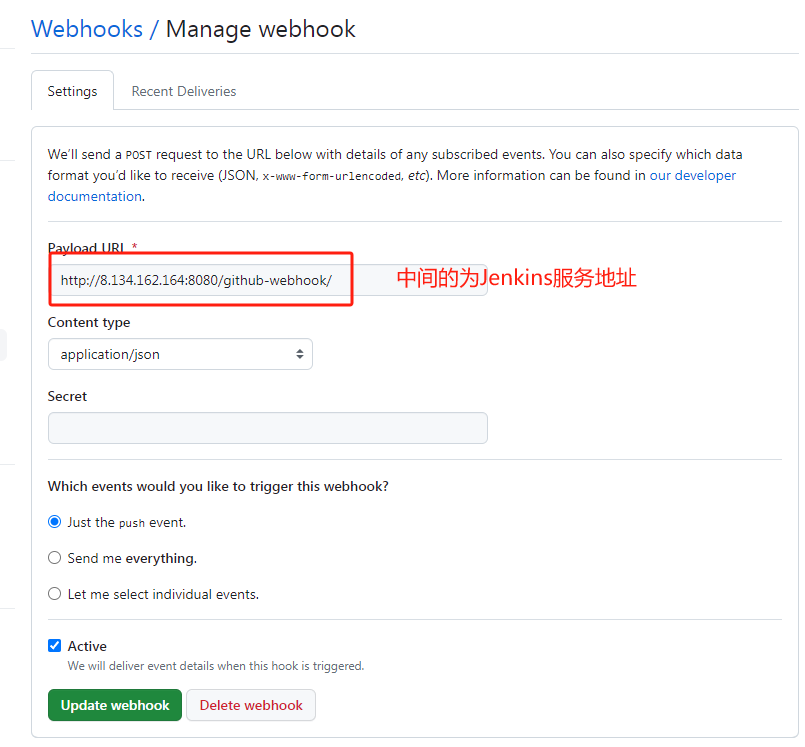 Webhooks / Manage webhook
Settings
Recent Deliveries
We'll send a POST request to the URL below with details of any subscribed events. You can also specify which data
format you'd like to receive (JSON, x-www-form-urlencoded, etc). More information can be found in our developer
documentation.
Payload URL *
http://8.134.162.164:8080/github-webhook/
中间的为Jenkins服务地址
Content type
application/json
Secret
Which events would you like to trigger this webhook?
Just the push event.
Send me everything.
Let me select individual events.
Active
We will deliver event details when this hook is triggered.
Update webhook
Delete webhook